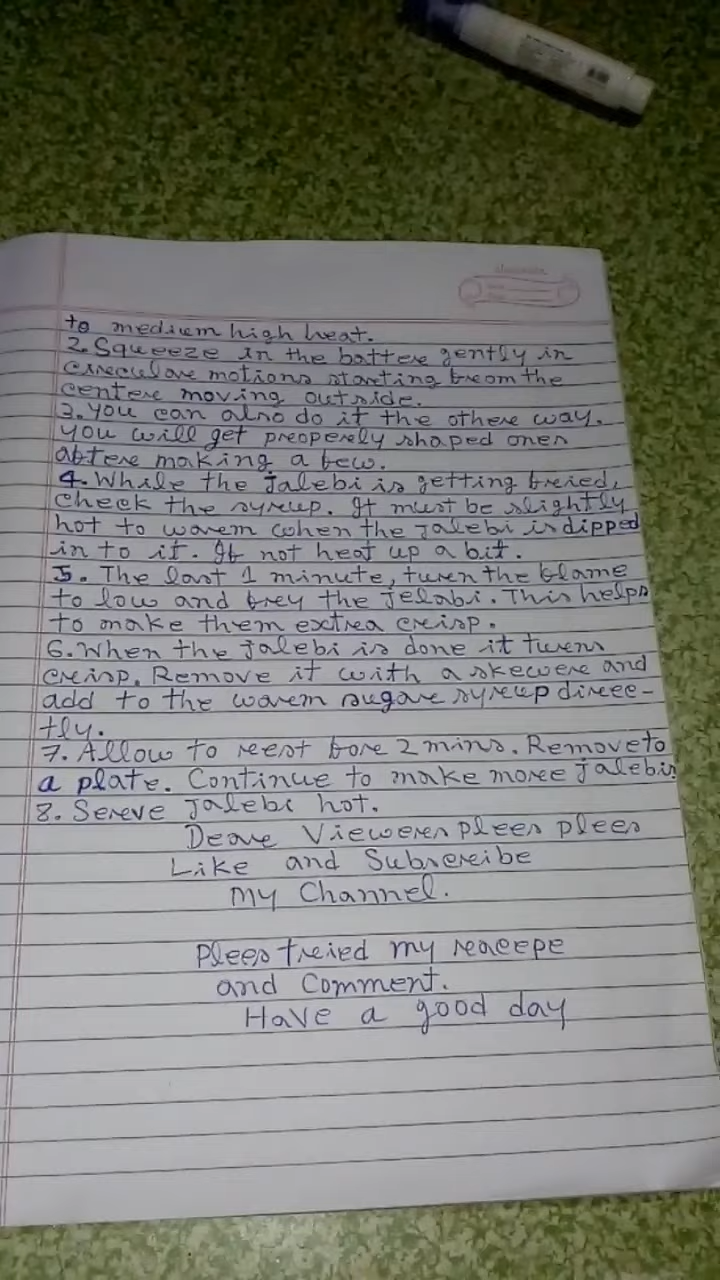 to medium high heat.
2. Squeeze in the batter gently in
circular motions starting from the
center moving outside.
3. You can also do it the other way.
You will get properly shaped ones
after making a few.
4. While the jalebi is getting fried,
check the syrup. It must be slightly
hot to warm when the jalebi is dipped
in to it. If not heat up a bit.
5. The last 1 minute, turn the flame
to low and frey the jelabi. This helps
to make them extra crisp.
6. When the jalebi is done it turns
crisp. Remove it with a skewer and
add to the warm sugar syrup direc-
tly.
7. Allow to rest for 2 mins. Remove to
a plate. Continue to make more jalebis
8. Serve jalebi hot.
Dear Viewers plees plees
Like and Subscribe
My Channel.
Plees tried my recepe
and Comment.
Have a good day